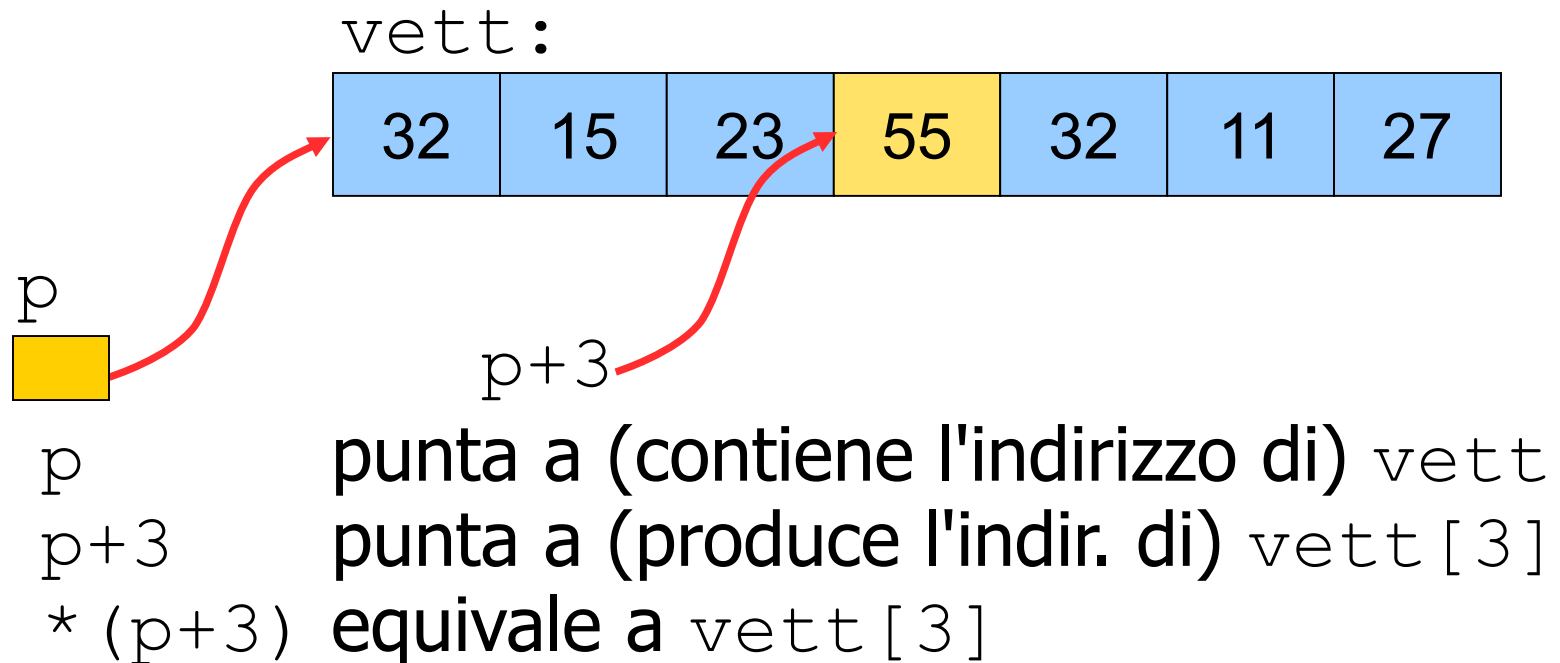 vett:
32 15 23 55 32 11 27
p
p+3
p punta a (contiene l'indirizzo di) vett
p+3 punta a (produce l'indir. di) vett[3]
*(p+3) equivale a vett[3]